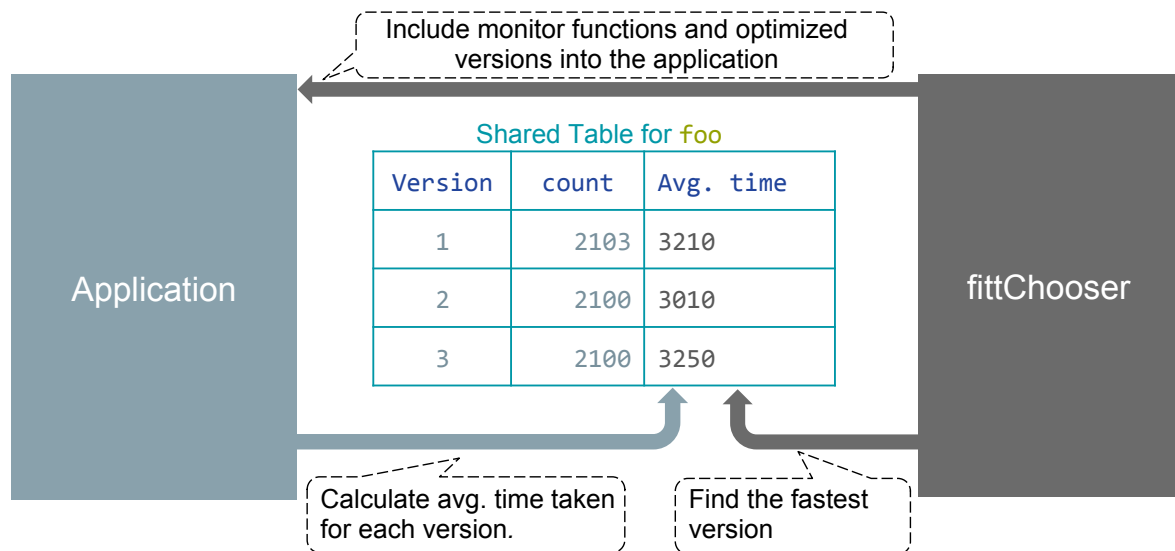 Include monitor functions and optimized
versions into the application
Shared Table for foo
Version count Avg. time
1 2103 3210
2 2100 3010
3 2100 3250
Application
fittChooser
Calculate avg. time taken
for each version.
Find the fastest
version